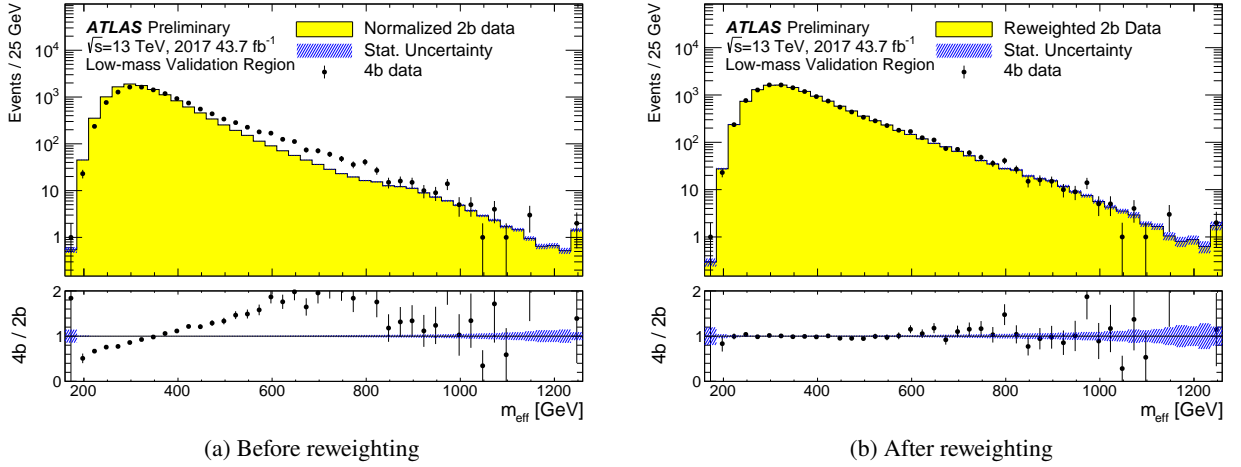 ATLAS Preliminary
√s=13 TeV, 2017 43.7 fb⁻¹
Low-mass Validation Region
Normalized 2b data
Stat. Uncertainty
4b data
Events / 25 GeV
10⁴
10³
10²
10
1
4b / 2b
2
1
0
200 400 600 800 1000 1200
m_eff [GeV]
(a) Before reweighting
ATLAS Preliminary
√s=13 TeV, 2017 43.7 fb⁻¹
Low-mass Validation Region
Reweighted 2b Data
Stat. Uncertainty
4b data
Events / 25 GeV
10⁴
10³
10²
10
1
4b / 2b
2
1
0
200 400 600 800 1000 1200
m_eff [GeV]
(b) After reweighting